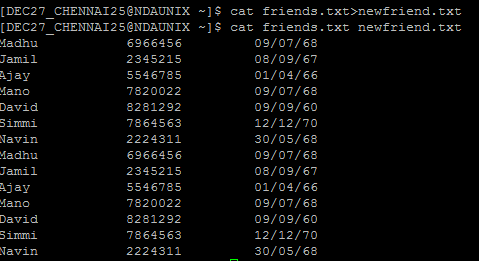 [DEC27_CHENNAI25@NDAUNIX ~]$ cat friends.txt>newfriend.txt
[DEC27_CHENNAI25@NDAUNIX ~]$ cat friends.txt newfriend.txt
Madhu 6966456 09/07/68
Jamil 2345215 08/09/67
Ajay 5546785 01/04/66
Mano 7820022 09/07/68
David 8281292 09/09/60
Simmi 7864563 12/12/70
Navin 2224311 30/05/68
Madhu 6966456 09/07/68
Jamil 2345215 08/09/67
Ajay 5546785 01/04/66
Mano 7820022 09/07/68
David 8281292 09/09/60
Simmi 7864563 12/12/70
Navin 2224311 30/05/68